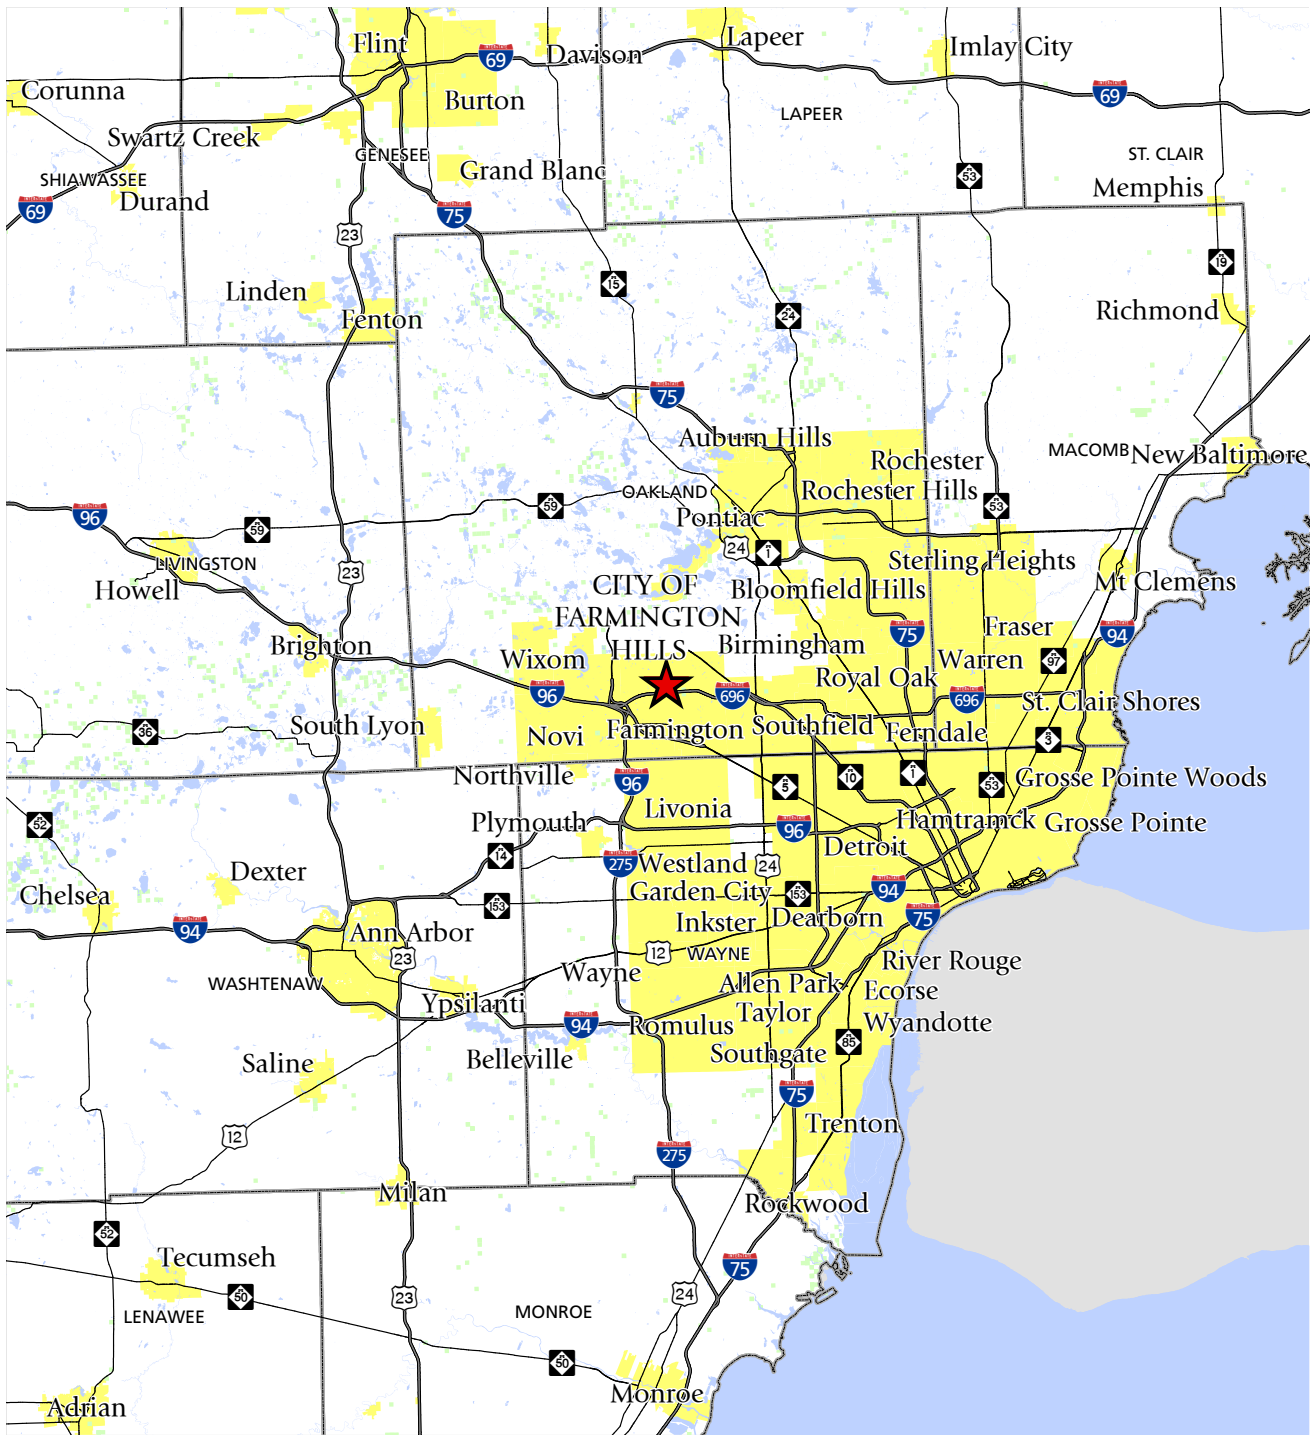 Flint
Davison
Lapeer
Imlay City
69
69
Corunna
Burton
LAPEER
Swartz Creek
GENESEE
Grand Blanc
ST. CLAIR
SHIAWASSEE
53
Memphis
69
Durand
75
23
15
19
Linden
Fenton
24
Richmond
75
Auburn Hills
Rochester
MACOMB
New Baltimore
OAKLAND
Rochester Hills
96
59
59
Pontiac
53
24
1
LIVINGSTON
23
Sterling Heights
Howell
CITY OF
FARMINGTON
HILLS
Bloomfield Hills
Mt Clemens
Brighton
Birmingham
75
Fraser
94
Wixom
Warren
97
96
696
Royal Oak
696
St. Clair Shores
36
South Lyon
Novi
Farmington
Southfield
Ferndale
3
Northville
96
5
10
1
53
Grosse Pointe Woods
52
Livonia
Plymouth
96
Hamtramck
Grosse Pointe
14
275
Westland
24
Detroit
Dexter
Chelsea
153
Garden City
153
94
94
Ann Arbor
Inkster
Dearborn
75
23
12
WAYNE
WASHTENAW
Wayne
River Rouge
Ypsilanti
Allen Park
Ecorse
94
Romulus
Taylor
Wyandotte
Saline
Belleville
Southgate
85
75
12
Trenton
275
Milan
Rockwood
52
Tecumseh
75
50
23
24
LENAWEE
MONROE
50
Adrian
Monroe